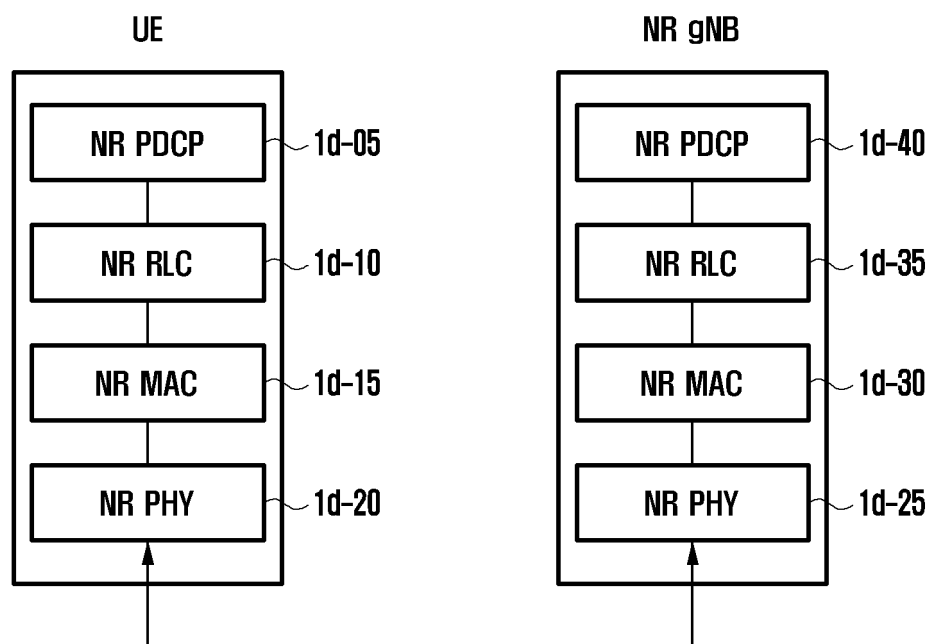 UE
NR gNB
NR PDCP 1d-05
NR PDCP 1d-40
NR RLC 1d-10
NR RLC 1d-35
NR MAC 1d-15
NR MAC 1d-30
NR PHY 1d-20
NR PHY 1d-25